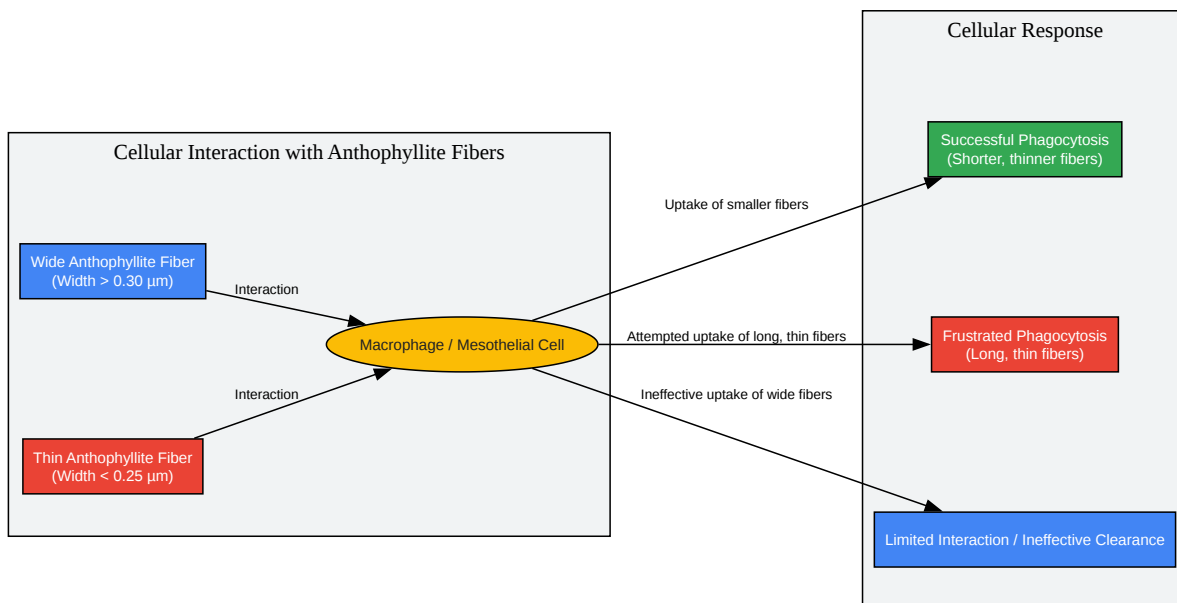 Cellular Interaction with Anthophyllite Fibers
Wide Anthophyllite Fiber
(Width > 0.30 µm)
Interaction
Thin Anthophyllite Fiber
(Width < 0.25 µm)
Interaction
Macrophage / Mesothelial Cell
Uptake of smaller fibers
Attempted uptake of long, thin fibers
Ineffective uptake of wide fibers
Cellular Response
Successful Phagocytosis
(Shorter, thinner fibers)
Frustrated Phagocytosis
(Long, thin fibers)
Limited Interaction / Ineffective Clearance